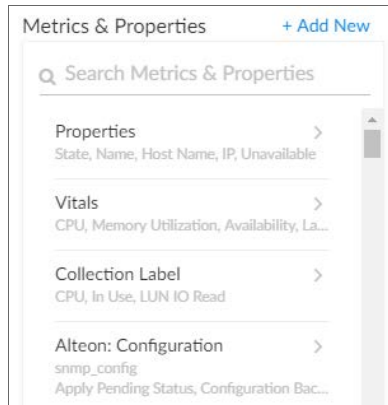 Metrics & Properties + Add New
Search Metrics & Properties
Properties
State, Name, Host Name, IP, Unavailable
Vitals
CPU, Memory Utilization, Availability, La...
Collection Label
CPU, In Use, LUN IO Read
Alteon: Configuration
snmp_config
Apply Pending Status, Configuration Bac...